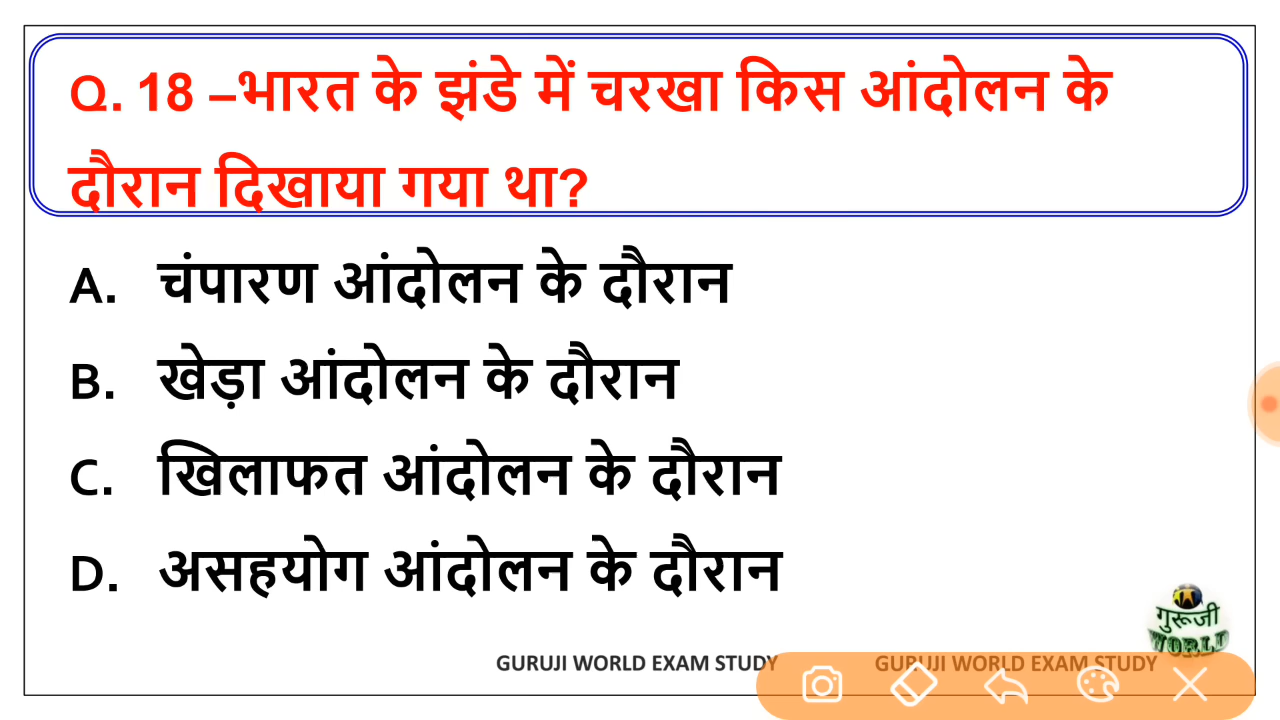 Q. 18 –भारत के झंडे में चरखा किस आंदोलन के
दौरान दिखाया गया था?
A. चंपारण आंदोलन के दौरान
B. खेड़ा आंदोलन के दौरान
C. खिलाफत आंदोलन के दौरान
D. असहयोग आंदोलन के दौरान
गुरूजी
WORLD
GURUJI WORLD EXAM STUDY GURUJI WORLD EXAM STUDY